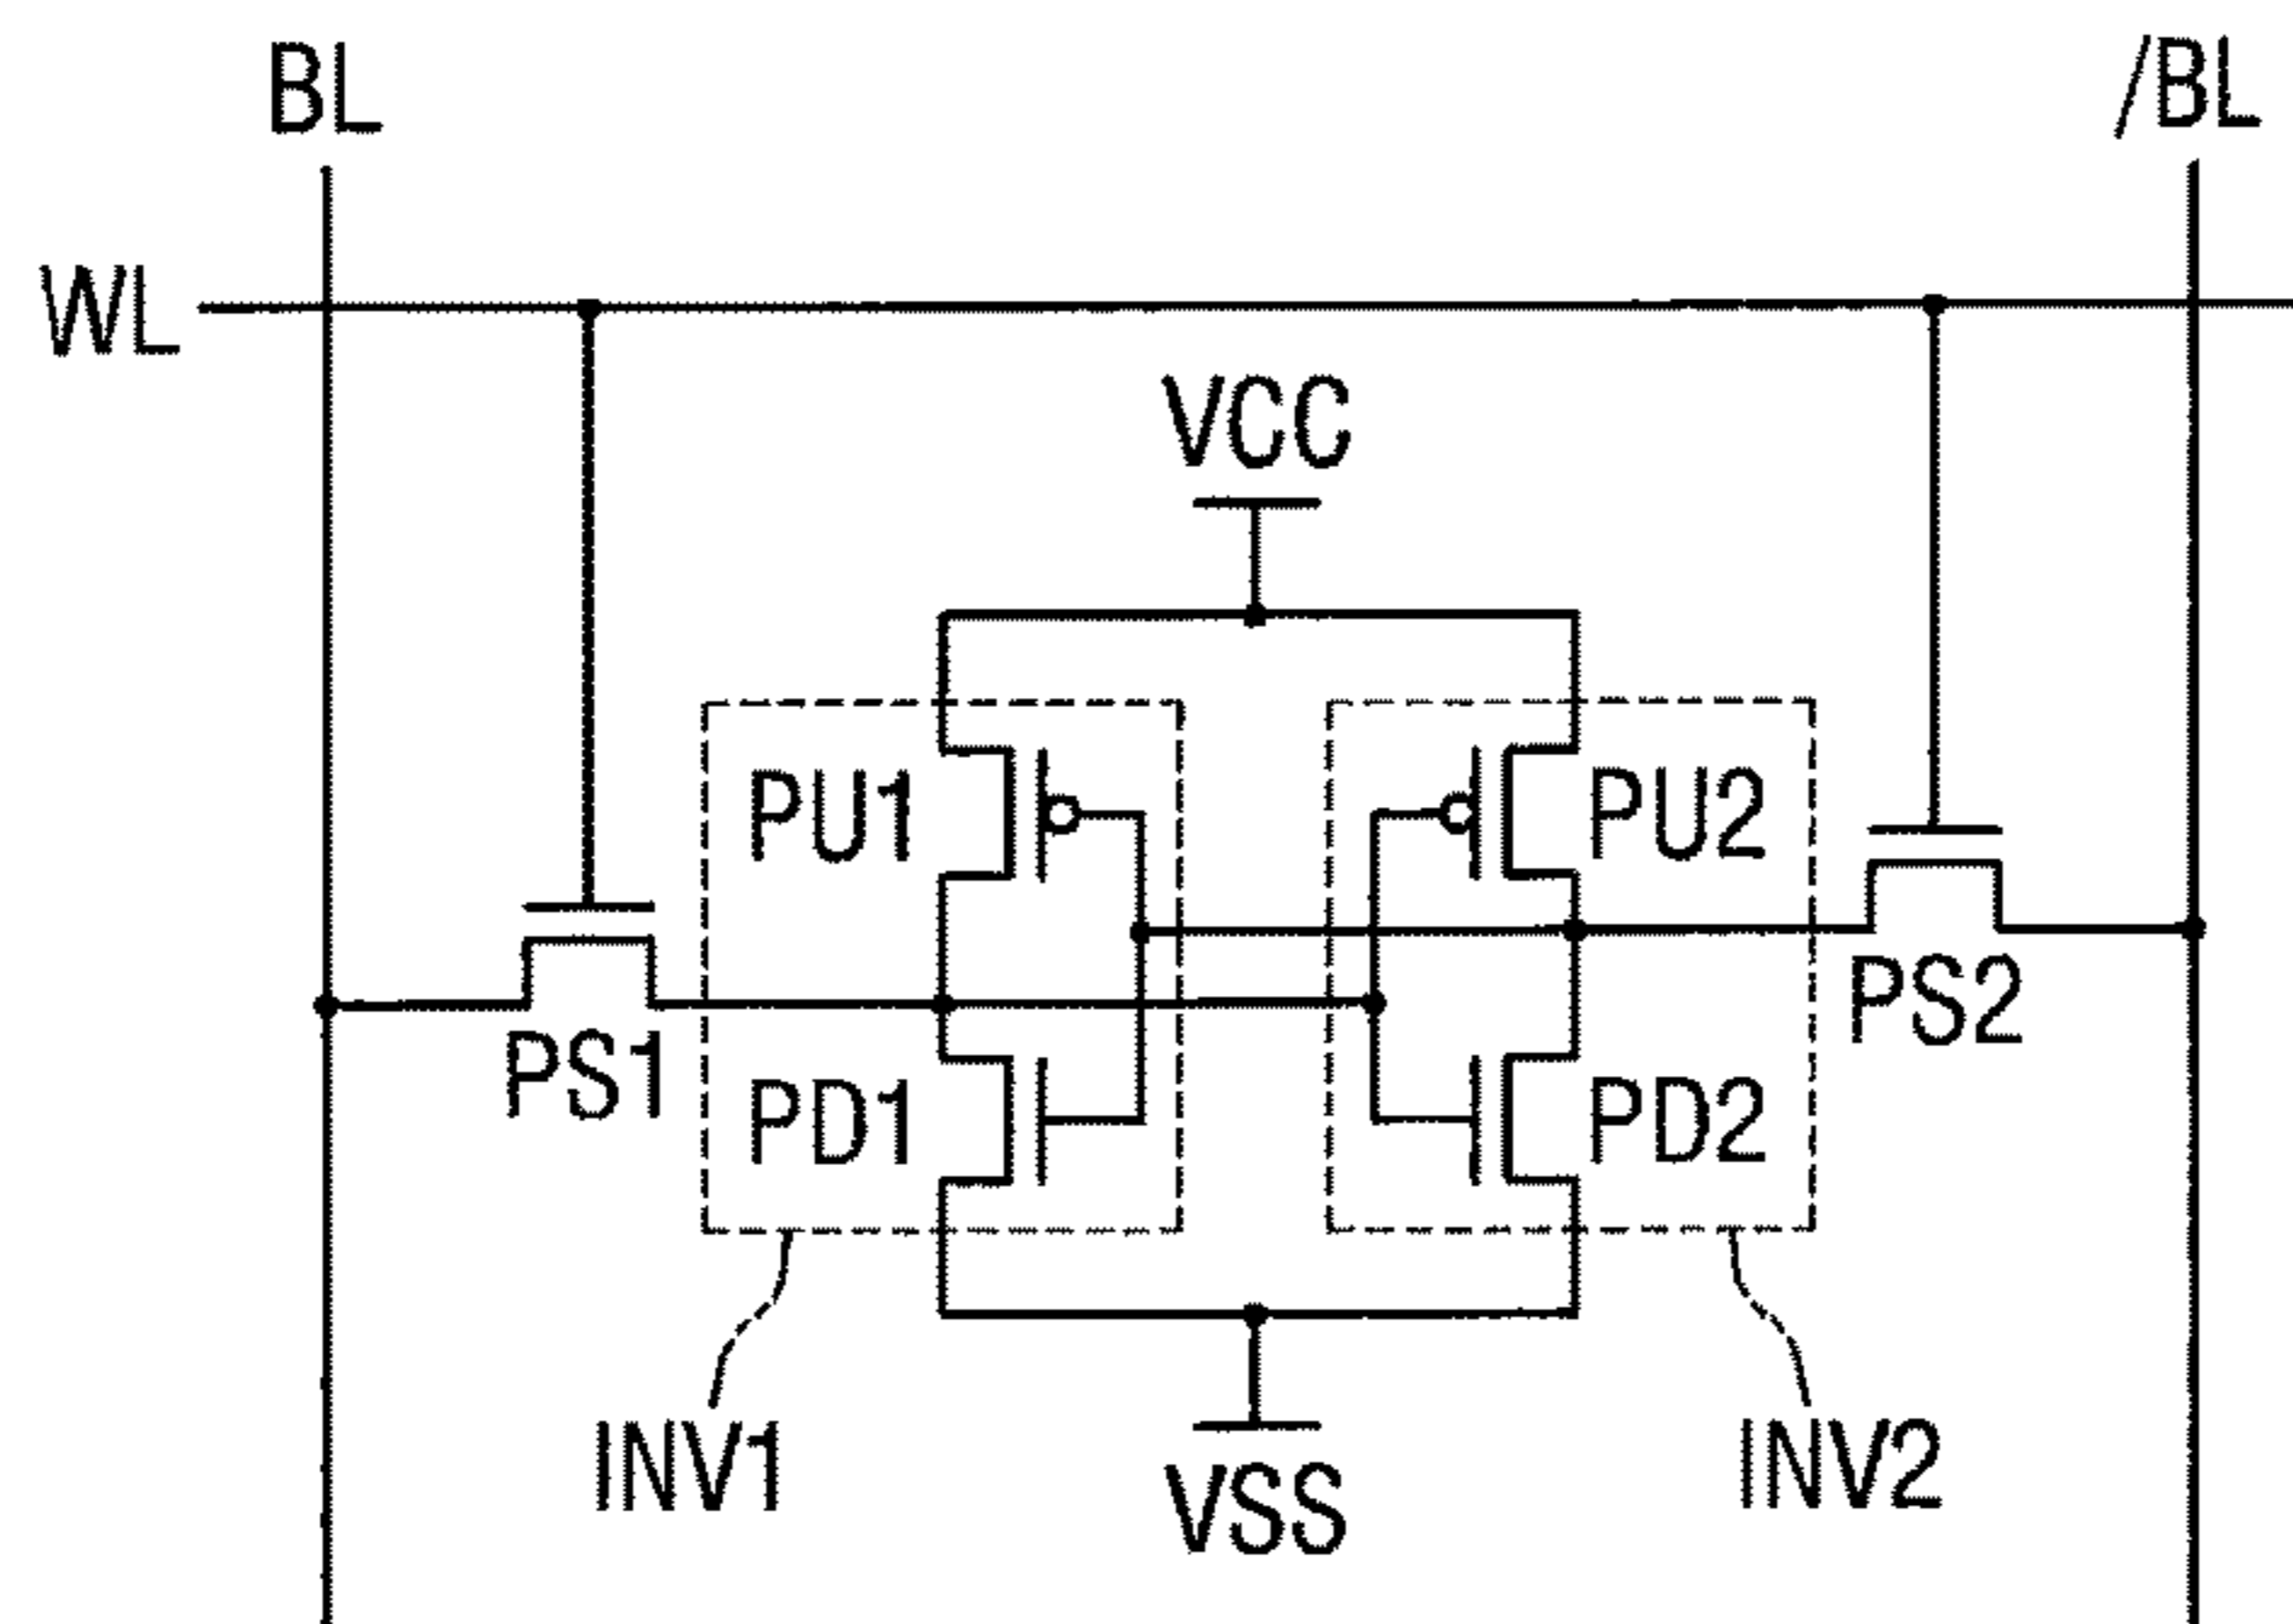 BL
/BL
WL
VCC
PU1
PU2
PS1
PS2
PD1
PD2
INV1
VSS
INV2